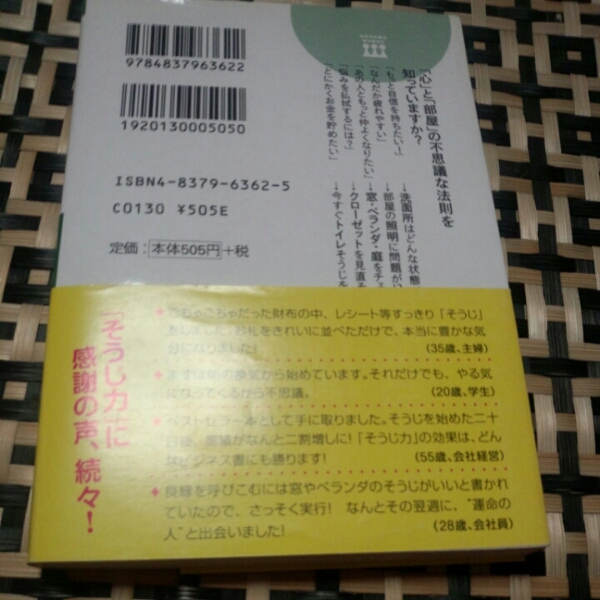 9784837963622
1920130005050
ISBN4-8379-6362-5
C0130 ¥505E
定価:本体505円+税
「心」と「部屋」の不思議な法則を
知っていますか?
「もっと自信を持ちたい!」→洗面所はどんな状態
「なんだか疲れやすい」→部屋の照明に問題が
「あの人ともっと仲よくなりたい」→窓・ベランダ・庭をチェ
「悩みを払拭するには?」→クローゼットを見直
「とにかくお金を貯めたい」→今すぐトイレそうじを
「そうじ力」に
感謝の声、続々!
ごちゃごちゃだった財布の中、レシート等すっきり「そうじ」
をしました。お札をきれいに並べただけで、本当に豊かな気
分になりました! (35歳、主婦)
まずは朝の換気から始めています。それだけでも、やる気
になってくるから不思議。 (20歳、学生)
ベストセラー本として手に取りました。そうじを始めた二十
日後、業績がなんと二割増しに!「そうじ力」の効果は、どん
なビジネス書にも勝ります! (55歳、会社経営)
良縁を呼びこむには窓やベランダのそうじがいいと書かれ
ていたので、さっそく実行! なんとその翌週に、“運命の
人”と出会いました! (28歳、会社員)